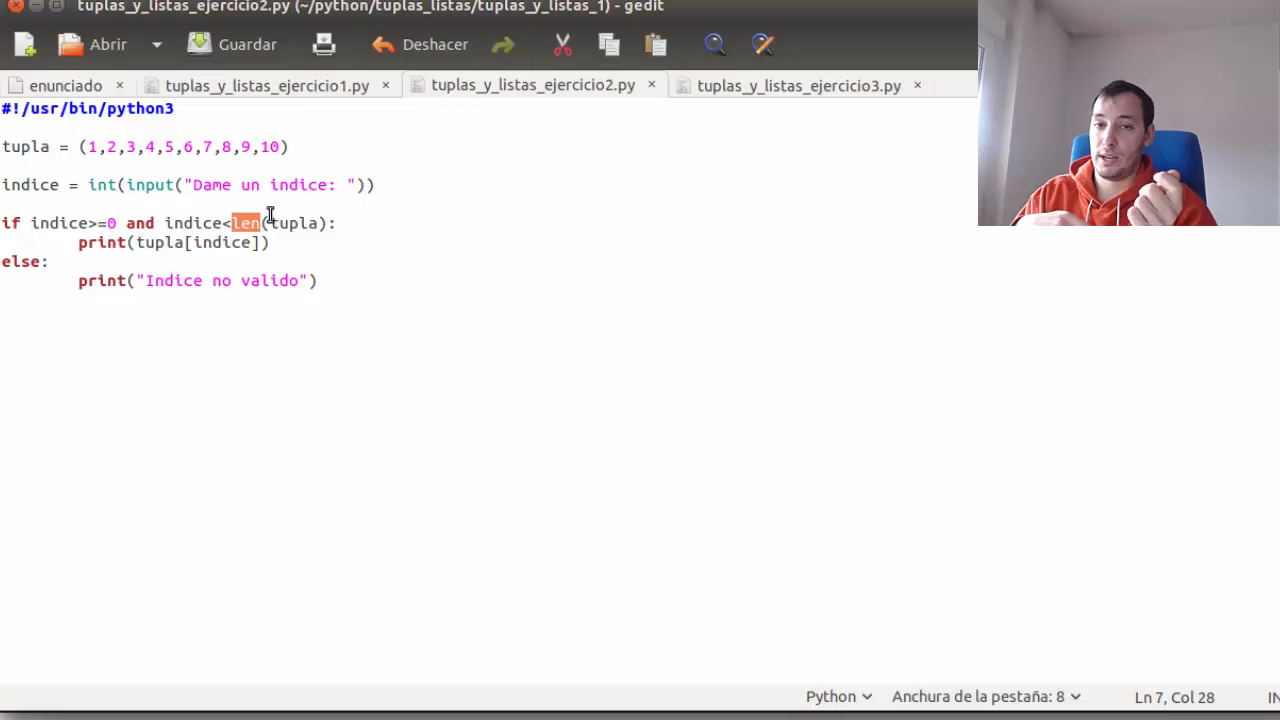 tuplas_y_listas_ejercicio2.py (~/python/tuplas_listas/tuplas_y_listas_1) - gedit
Abrir Guardar Deshacer
enunciado × tuplas_y_listas_ejercicio1.py × tuplas_y_listas_ejercicio2.py × tuplas_y_listas_ejercicio3.py ×
#!/usr/bin/python3
tupla = (1,2,3,4,5,6,7,8,9,10)
indice = int(input("Dame un indice: "))
if indice>=0 and indice<len(tupla):
print(tupla[indice])
else:
print("Indice no valido")
Python Anchura de la pestaña: 8 Ln 7, Col 28 IN